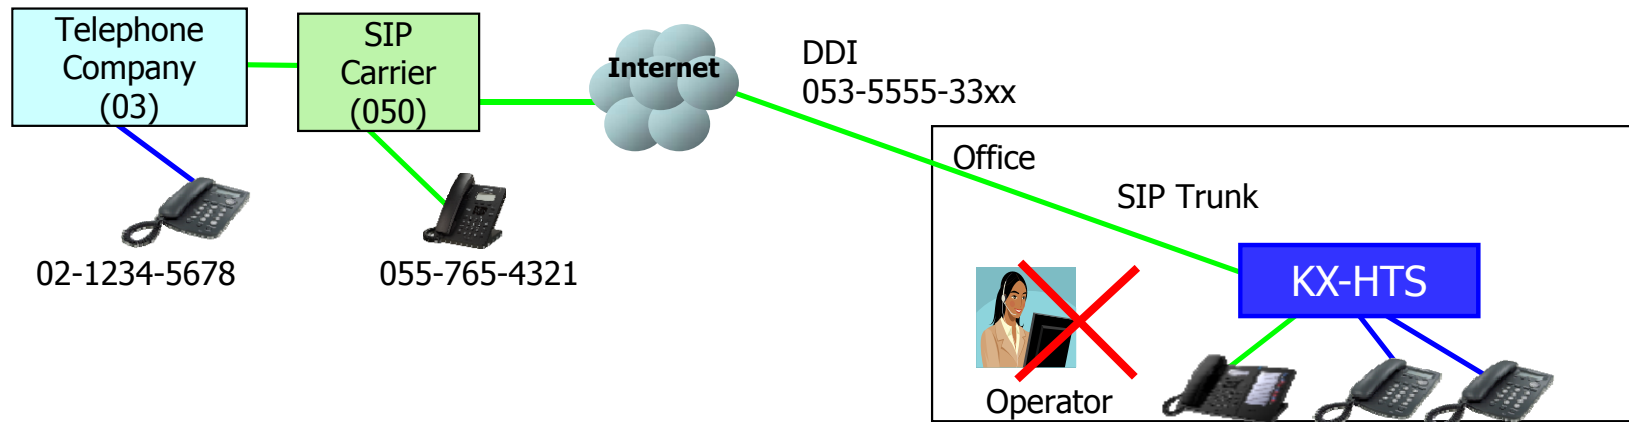 Telephone
Company
(03)
SIP
Carrier
(050)
Internet
DDI
053-5555-33xx
Office
SIP Trunk
02-1234-5678
055-765-4321
KX-HTS
Operator